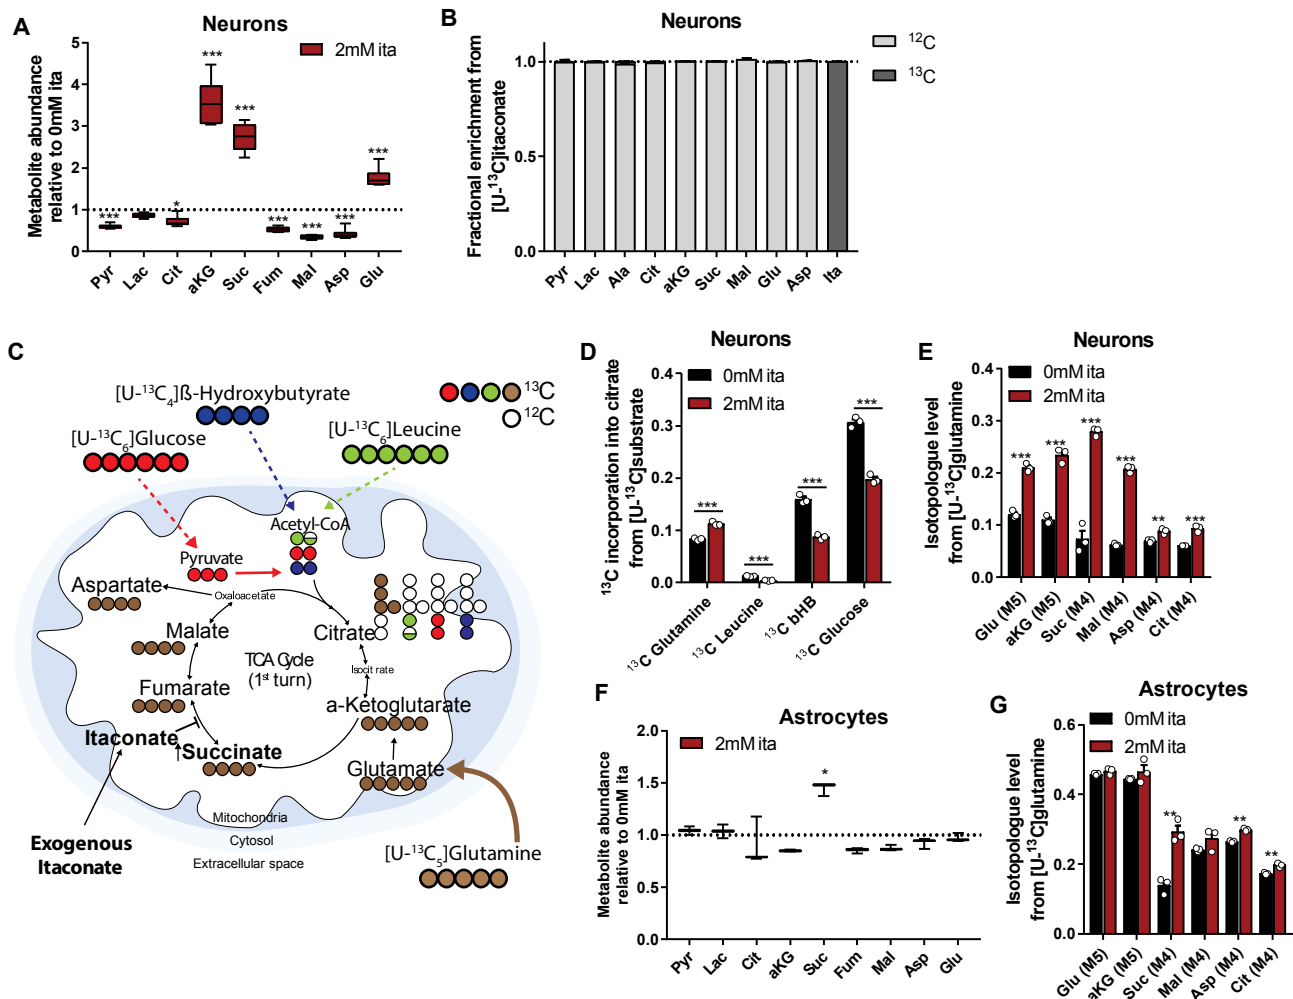 A
Neurons
2mM ita
Metabolite abundance
relative to 0mM ita
5
4
3
2
1
0
***
***
***
***
*
***
***
***
Pyr
Lac
Cit
aKG
Suc
Fum
Mal
Asp
Glu
B
Neurons
12C
13C
Fractional enrichment from
[U-13C]itaconate
1.0
0.5
0.0
Pyr
Lac
Ala
Cit
aKG
Suc
Mal
Glu
Asp
Ita
C
[U-13C4]ß-Hydroxybutyrate
13C
12C
[U-13C6]Glucose
[U-13C6]Leucine
Acetyl-CoA
Pyruvate
Aspartate
Oxaloacetate
Malate
Citrate
TCA Cycle
(1st turn)
Isocit rate
Fumarate
a-Ketoglutarate
Itaconate
Succinate
Glutamate
Mitochondria
Cytosol
Extracellular space
Exogenous
Itaconate
[U-13C5]Glutamine
D
Neurons
0mM ita
2mM ita
13C incorporation into citrate
from [U-13C]substrate
0.4
0.3
0.2
0.1
0.0
***
***
***
***
13C Glutamine
13C Leucine
13C bHB
13C Glucose
E
Neurons
0mM ita
2mM ita
Isotopologue level
from [U-13C]glutamine
0.4
0.3
0.2
0.1
0.0
***
***
***
***
**
***
Glu (M5)
aKG (M5)
Suc (M4)
Mal (M4)
Asp (M4)
Cit (M4)
F
Astrocytes
2mM ita
Metabolite abundance
relative to 0mM ita
2.0
1.5
1.0
0.5
0.0
*
Pyr
Lac
Cit
aKG
Suc
Fum
Mal
Asp
Glu
G
Astrocytes
0mM ita
2mM ita
Isotopologue level
from [U-13C]glutamine
0.6
0.4
0.2
0.0
**
**
**
Glu (M5)
aKG (M5)
Suc (M4)
Mal (M4)
Asp (M4)
Cit (M4)